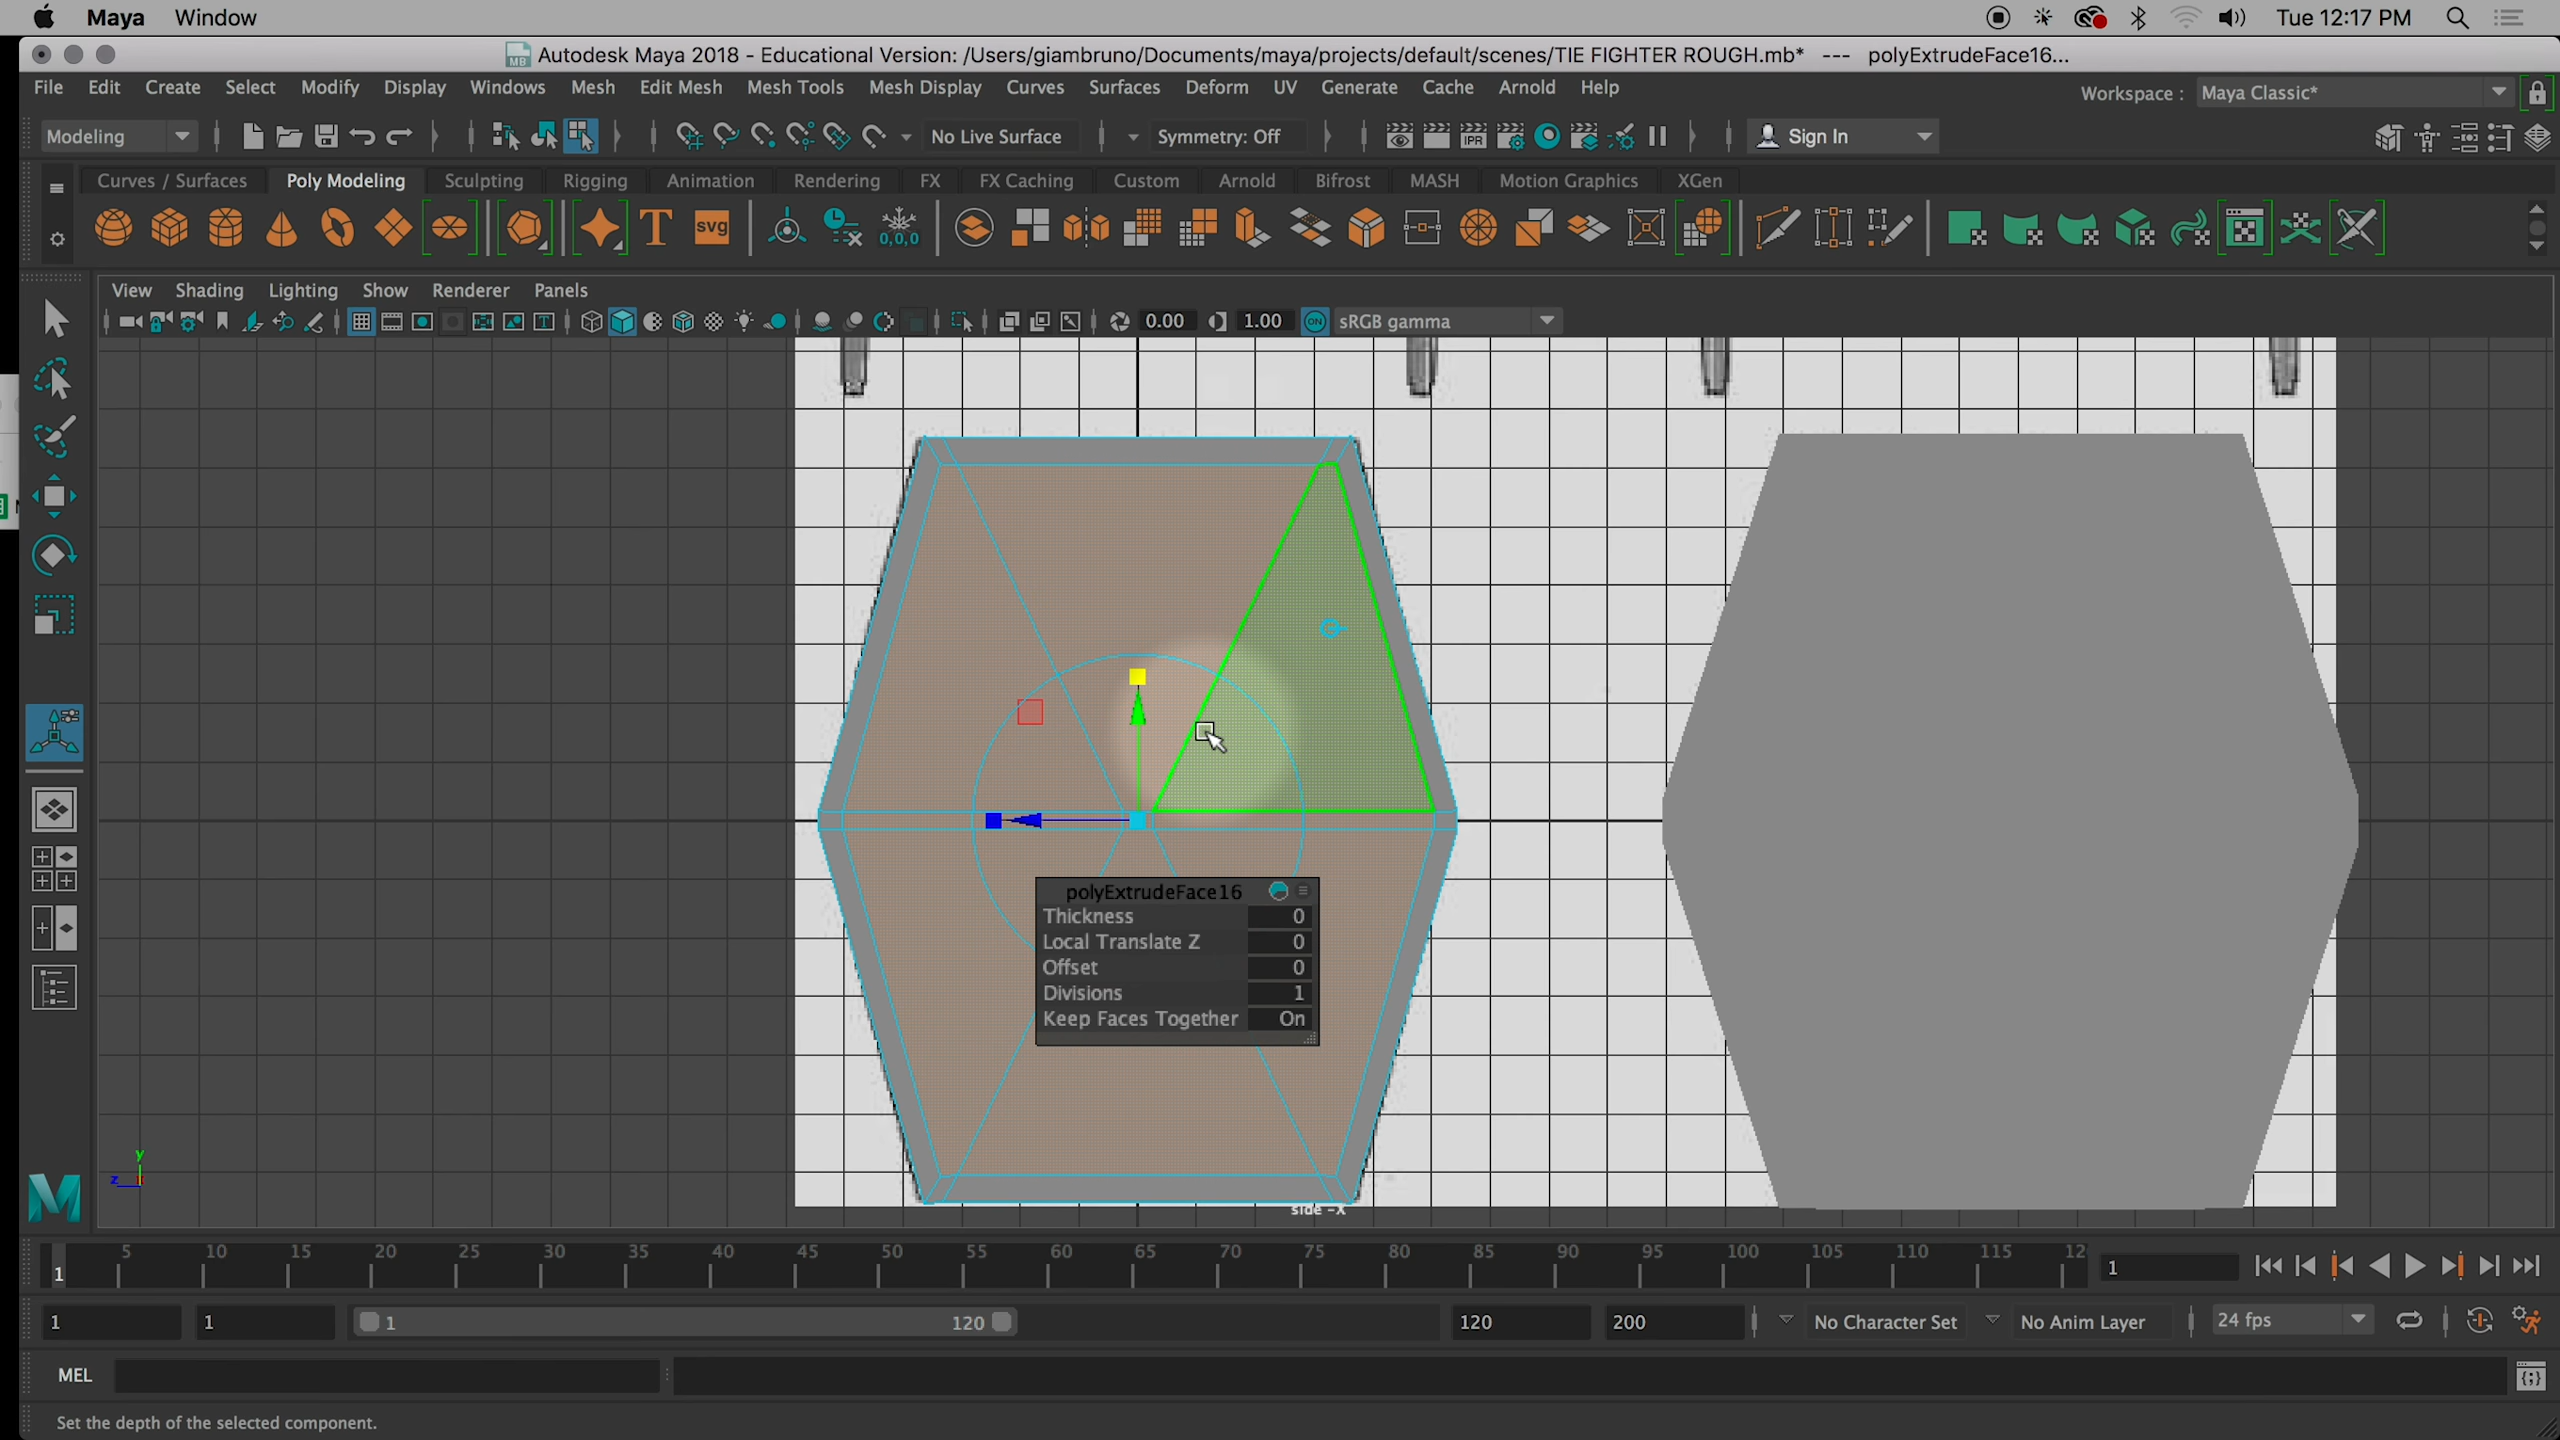 Maya Window Tue 12:17 PM
Autodesk Maya 2018 - Educational Version: /Users/giambruno/Documents/maya/projects/default/scenes/TIE FIGHTER ROUGH.mb* --- polyExtrudeFace16...
File Edit Create Select Modify Display Windows Mesh Edit Mesh Mesh Tools Mesh Display Curves Surfaces Deform UV Generate Cache Arnold Help
Workspace : Maya Classic*
Modeling No Live Surface Symmetry: Off IPR Sign In
Curves / Surfaces Poly Modeling Sculpting Rigging Animation Rendering FX FX Caching Custom Arnold Bifrost MASH Motion Graphics XGen
T svg 0,0,0
View Shading Lighting Show Renderer Panels
0.00 1.00 ON sRGB gamma
polyExtrudeFace16
Thickness 0
Local Translate Z 0
Offset 0
Divisions 1
Keep Faces Together On
y
z
side -X
5 10 15 20 25 30 35 40 45 50 55 60 65 70 75 80 85 90 95 100 105 110 115 12
1 1
1 1 1 120 120 200 No Character Set No Anim Layer 24 fps
MEL
Set the depth of the selected component.